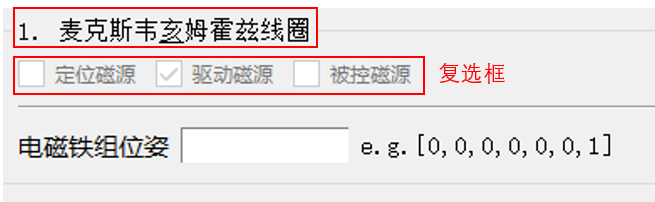 1. 麦克斯韦亥姆霍兹线圈
定位磁源 驱动磁源 被控磁源 复选框
电磁铁组位姿 e.g.[0,0,0,0,0,0,1]